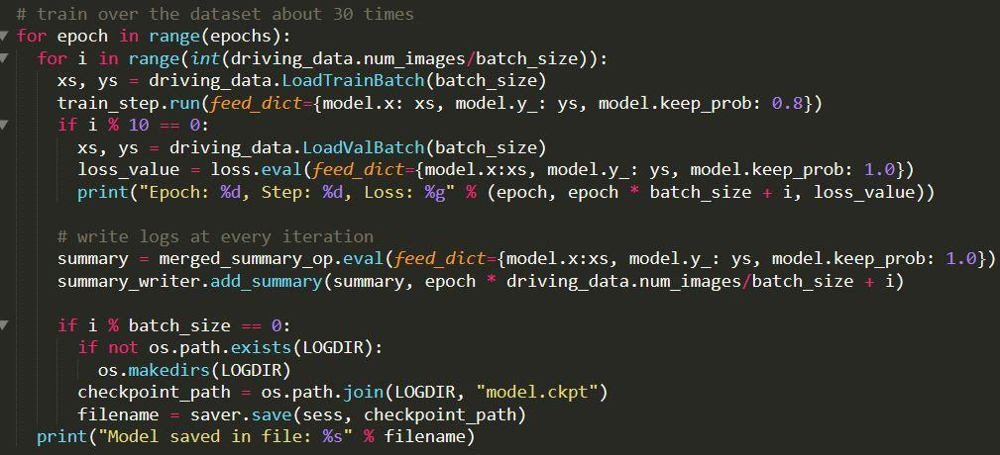 # train over the dataset about 30 times
for epoch in range(epochs):
  for i in range(int(driving_data.num_images/batch_size)):
    xs, ys = driving_data.LoadTrainBatch(batch_size)
    train_step.run(feed_dict={model.x: xs, model.y_: ys, model.keep_prob: 0.8})
    if i % 10 == 0:
      xs, ys = driving_data.LoadValBatch(batch_size)
      loss_value = loss.eval(feed_dict={model.x:xs, model.y_: ys, model.keep_prob: 1.0})
      print("Epoch: %d, Step: %d, Loss: %g" % (epoch, epoch * batch_size + i, loss_value))

    # write logs at every iteration
    summary = merged_summary_op.eval(feed_dict={model.x:xs, model.y_: ys, model.keep_prob: 1.0})
    summary_writer.add_summary(summary, epoch * driving_data.num_images/batch_size + i)

    if i % batch_size == 0:
      if not os.path.exists(LOGDIR):
        os.makedirs(LOGDIR)
      checkpoint_path = os.path.join(LOGDIR, "model.ckpt")
      filename = saver.save(sess, checkpoint_path)
  print("Model saved in file: %s" % filename)